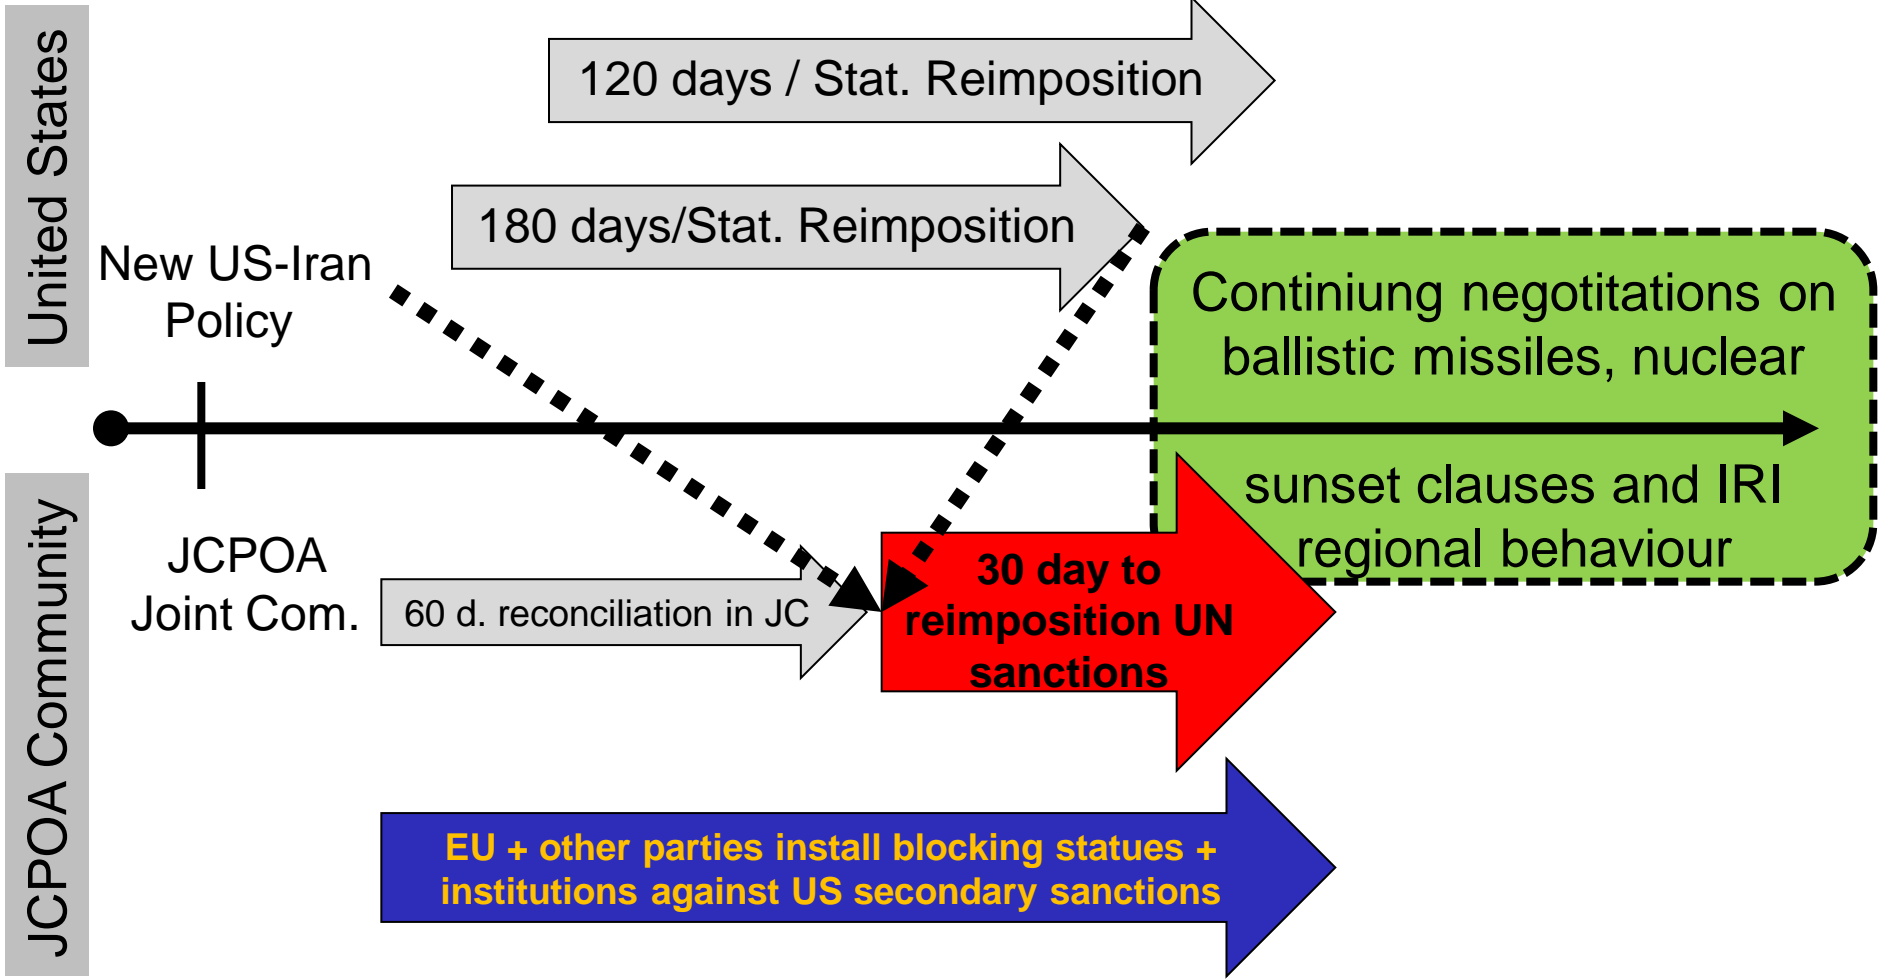 United States
120 days / Stat. Reimposition
180 days/Stat. Reimposition
New US-Iran
Policy
Continiung negotitations on
ballistic missiles, nuclear
sunset clauses and IRI
regional behaviour
JCPOA Community
JCPOA
Joint Com.
60 d. reconciliation in JC
30 day to
reimposition UN
sanctions
EU + other parties install blocking statues +
institutions against US secondary sanctions